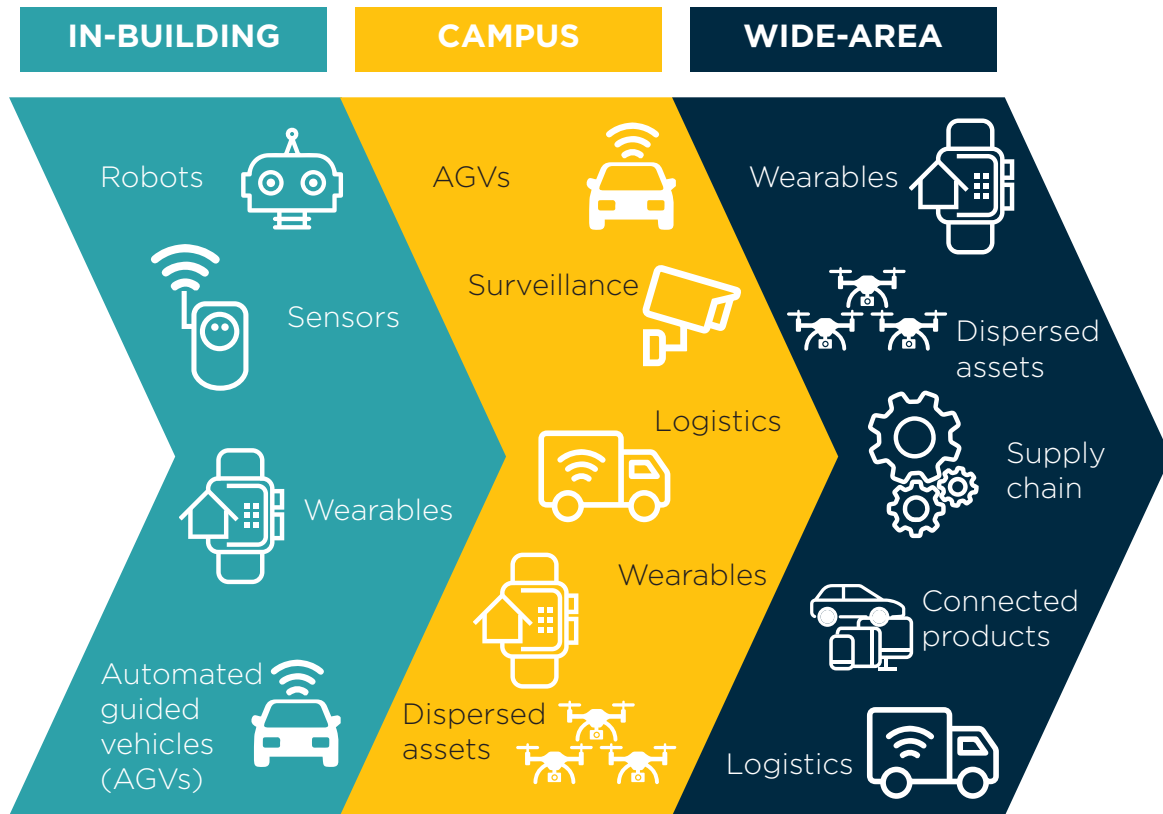 IN-BUILDING
CAMPUS
WIDE-AREA
Robots
Sensors
Wearables
Automated
guided
vehicles
(AGVs)
AGVs
Surveillance
Logistics
Wearables
Dispersed
assets
Wearables
Dispersed
assets
Supply
chain
Connected
products
Logistics